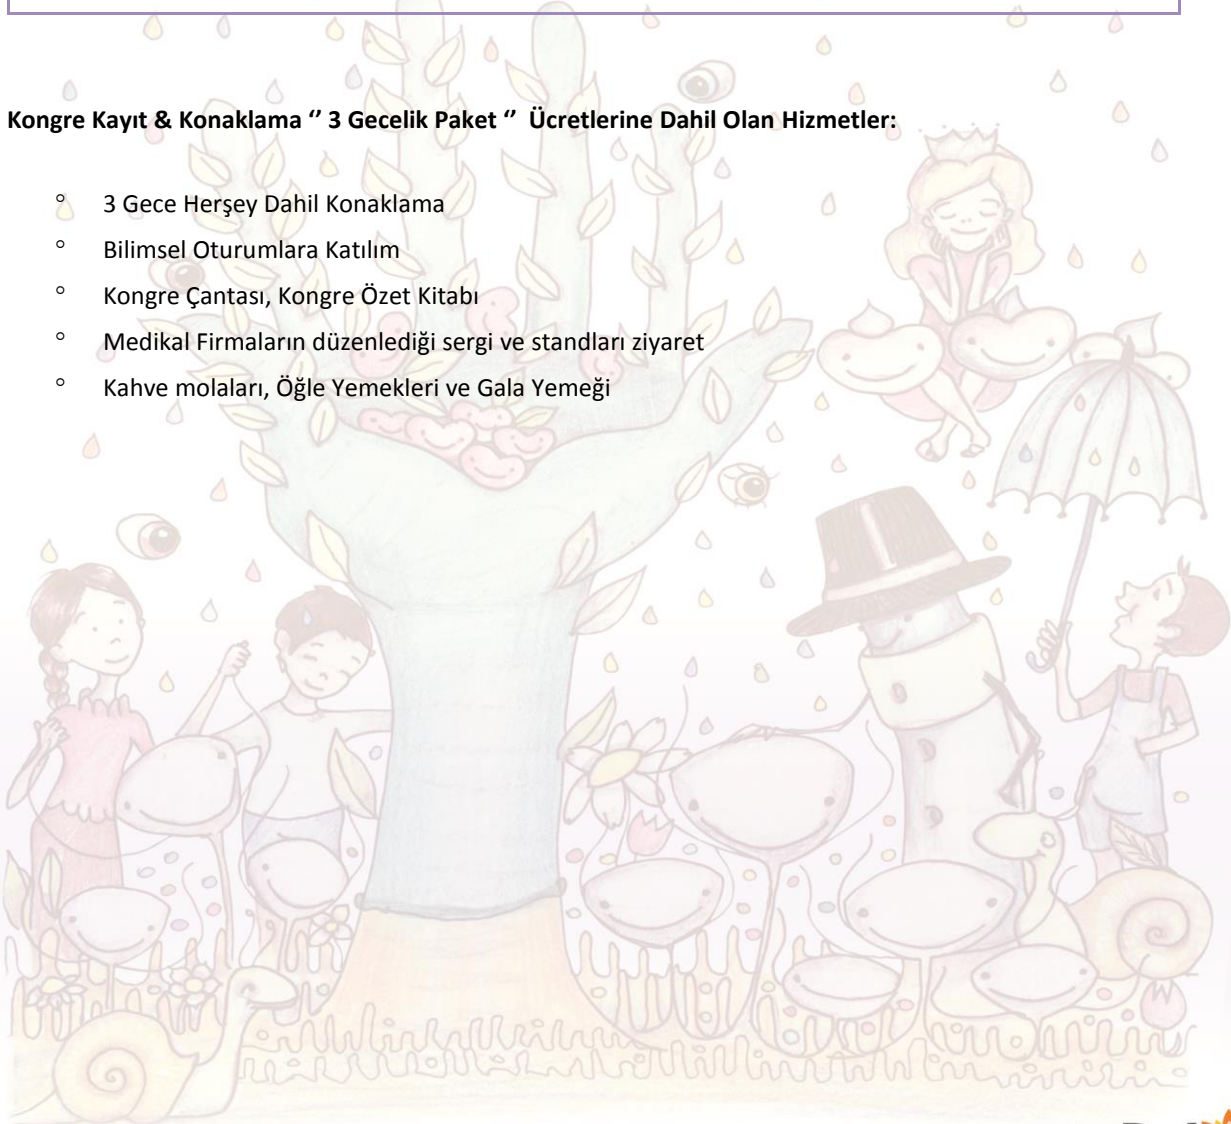 Kongre Kayıt & Konaklama ‘’ 3 Gecelik Paket ‘’ Ücretlerine Dahil Olan Hizmetler:
° 3 Gece Herşey Dahil Konaklama
° Bilimsel Oturumlara Katılım
° Kongre Çantası, Kongre Özet Kitabı
° Medikal Firmaların düzenlediği sergi ve standları ziyaret
° Kahve molaları, Öğle Yemekleri ve Gala Yemeği